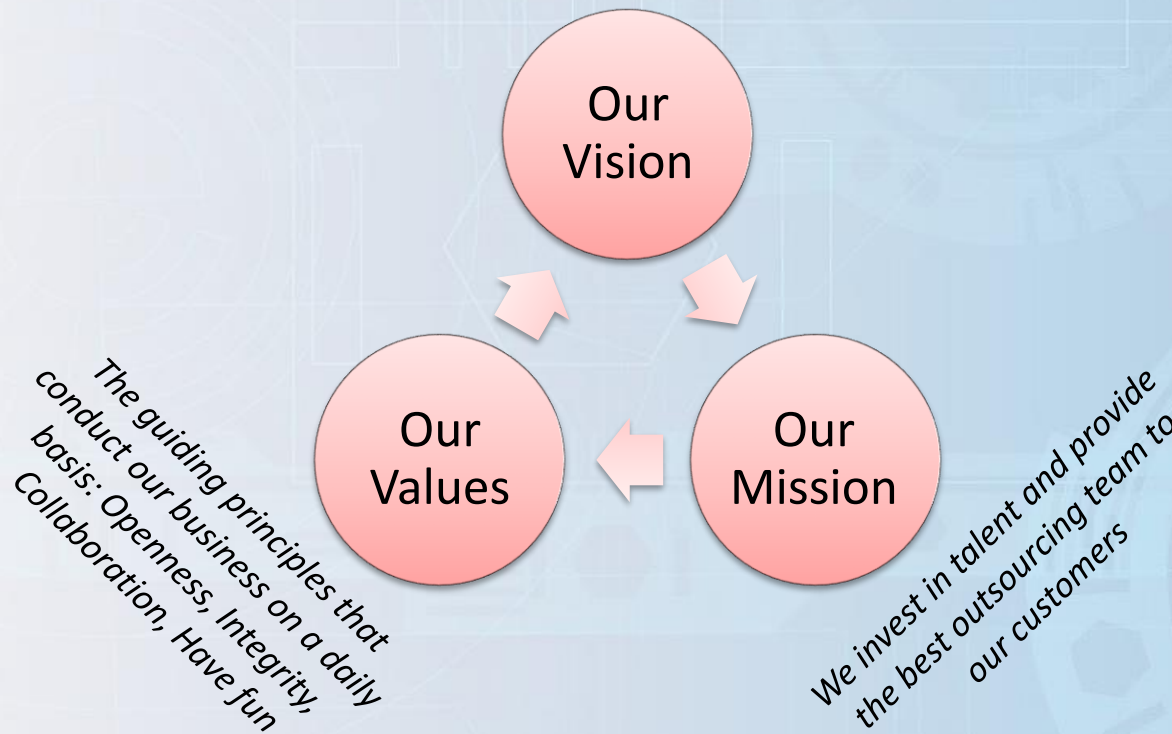 Our
Vision
Our
Values
Our
Mission
The guiding principles that
conduct our business on a daily
basis: Openness, Integrity,
Collaboration, Have fun
We invest in talent and provide
the best outsourcing team to
our customers